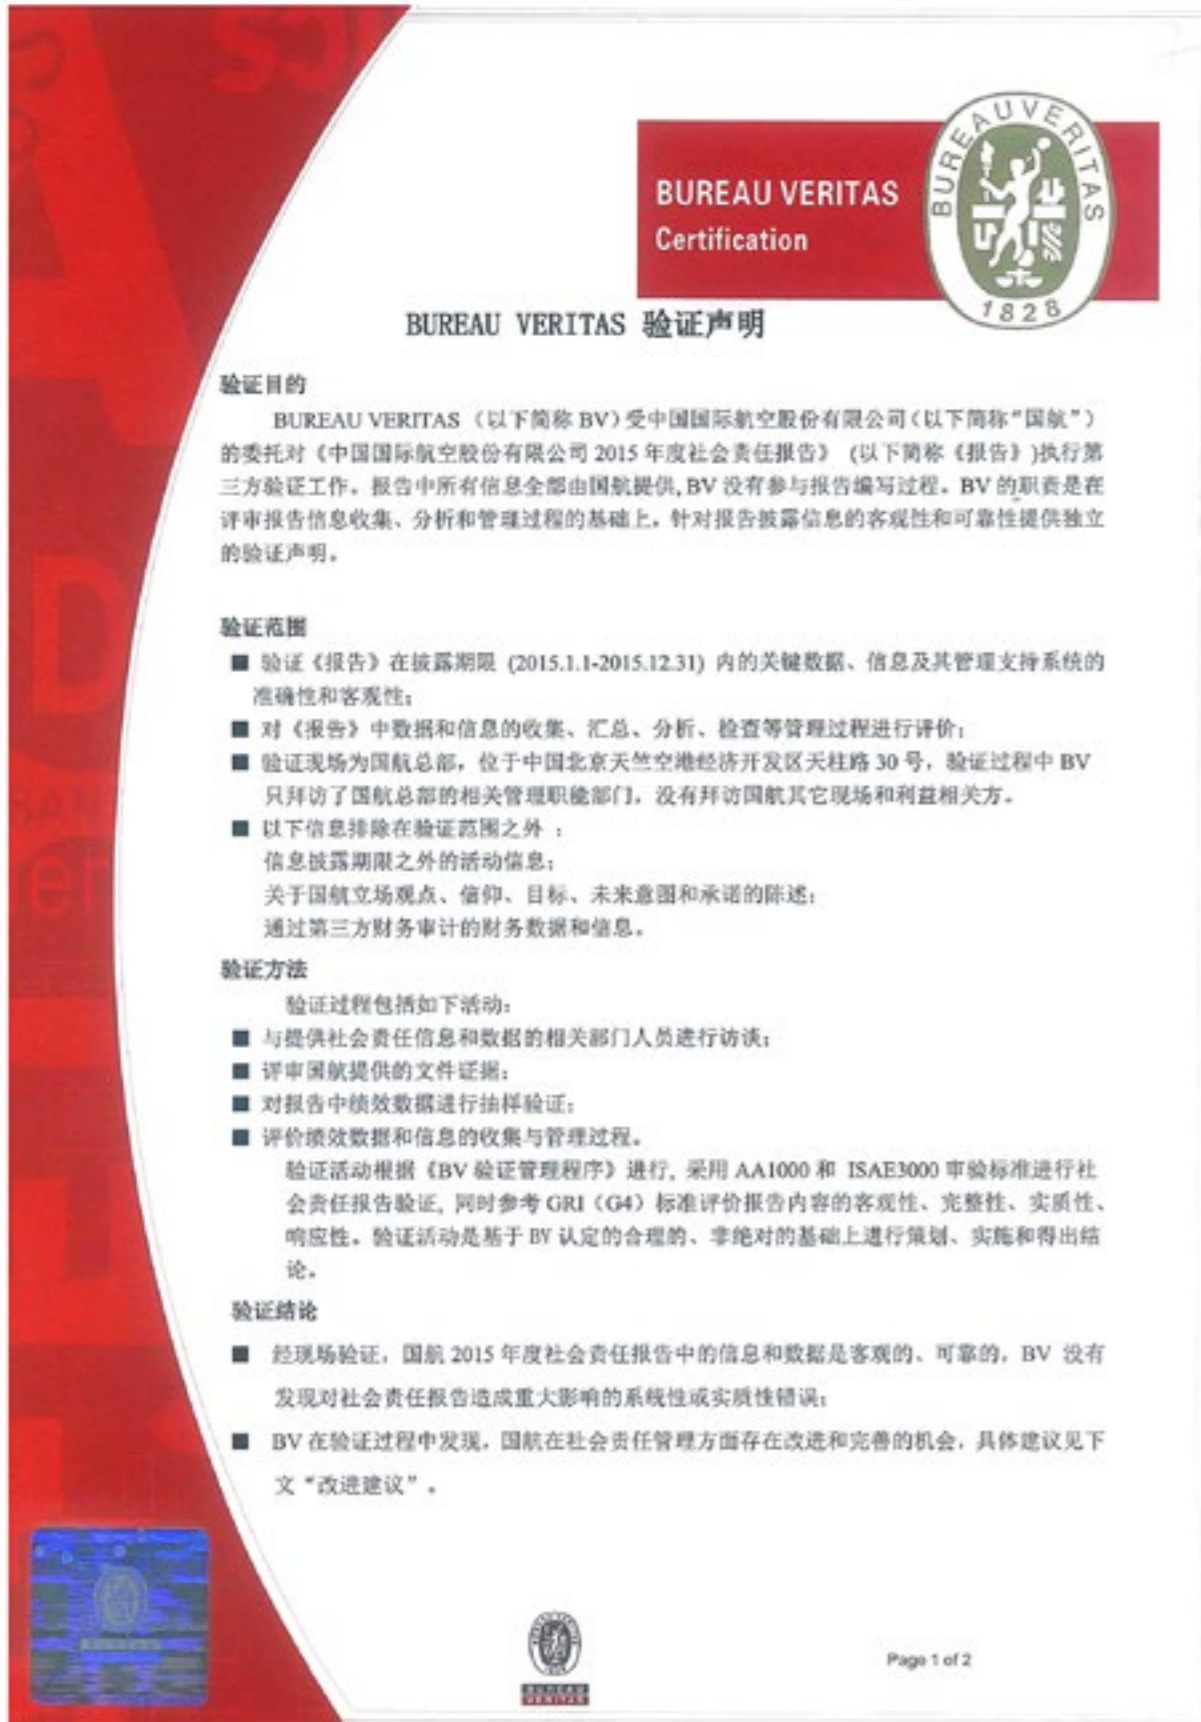 BUREAU VERITAS
Certification
BUREAU VERITAS
1828
BUREAU VERITAS 验证声明
验证目的
BUREAU VERITAS （以下简称 BV）受中国国际航空股份有限公司（以下简称“国航”）
的委托对《中国国际航空股份有限公司 2015 年度社会责任报告》 (以下简称《报告》)执行第
三方验证工作。报告中所有信息全部由国航提供, BV 没有参与报告编写过程。BV 的职责是在
评审报告信息收集、分析和管理过程的基础上，针对报告披露信息的客观性和可靠性提供独立
的验证声明。
验证范围
■ 验证《报告》在披露期限 (2015.1.1-2015.12.31) 内的关键数据、信息及其管理支持系统的
准确性和客观性；
■ 对《报告》中数据和信息的收集、汇总、分析、检查等管理过程进行评价；
■ 验证现场为国航总部，位于中国北京天竺空港经济开发区天柱路 30 号，验证过程中 BV
只拜访了国航总部的相关管理职能部门，没有拜访国航其它现场和利益相关方。
■ 以下信息排除在验证范围之外 ：
信息披露期限之外的活动信息；
关于国航立场观点、信仰、目标、未来意图和承诺的陈述；
通过第三方财务审计的财务数据和信息。
验证方法
验证过程包括如下活动：
■ 与提供社会责任信息和数据的相关部门人员进行访谈；
■ 评审国航提供的文件证据；
■ 对报告中绩效数据进行抽样验证；
■ 评价绩效数据和信息的收集与管理过程。
验证活动根据《BV 验证管理程序》进行, 采用 AA1000 和 ISAE3000 审验标准进行社
会责任报告验证, 同时参考 GRI（G4）标准评价报告内容的客观性、完整性、实质性、
响应性。验证活动是基于 BV 认定的合理的、非绝对的基础上进行策划、实施和得出结
论。
验证结论
■ 经现场验证，国航 2015 年度社会责任报告中的信息和数据是客观的、可靠的，BV 没有
发现对社会责任报告造成重大影响的系统性或实质性错误；
■ BV 在验证过程中发现，国航在社会责任管理方面存在改进和完善的机会，具体建议见下
文“改进建议”。
BUREAU
VERITAS
Page 1 of 2